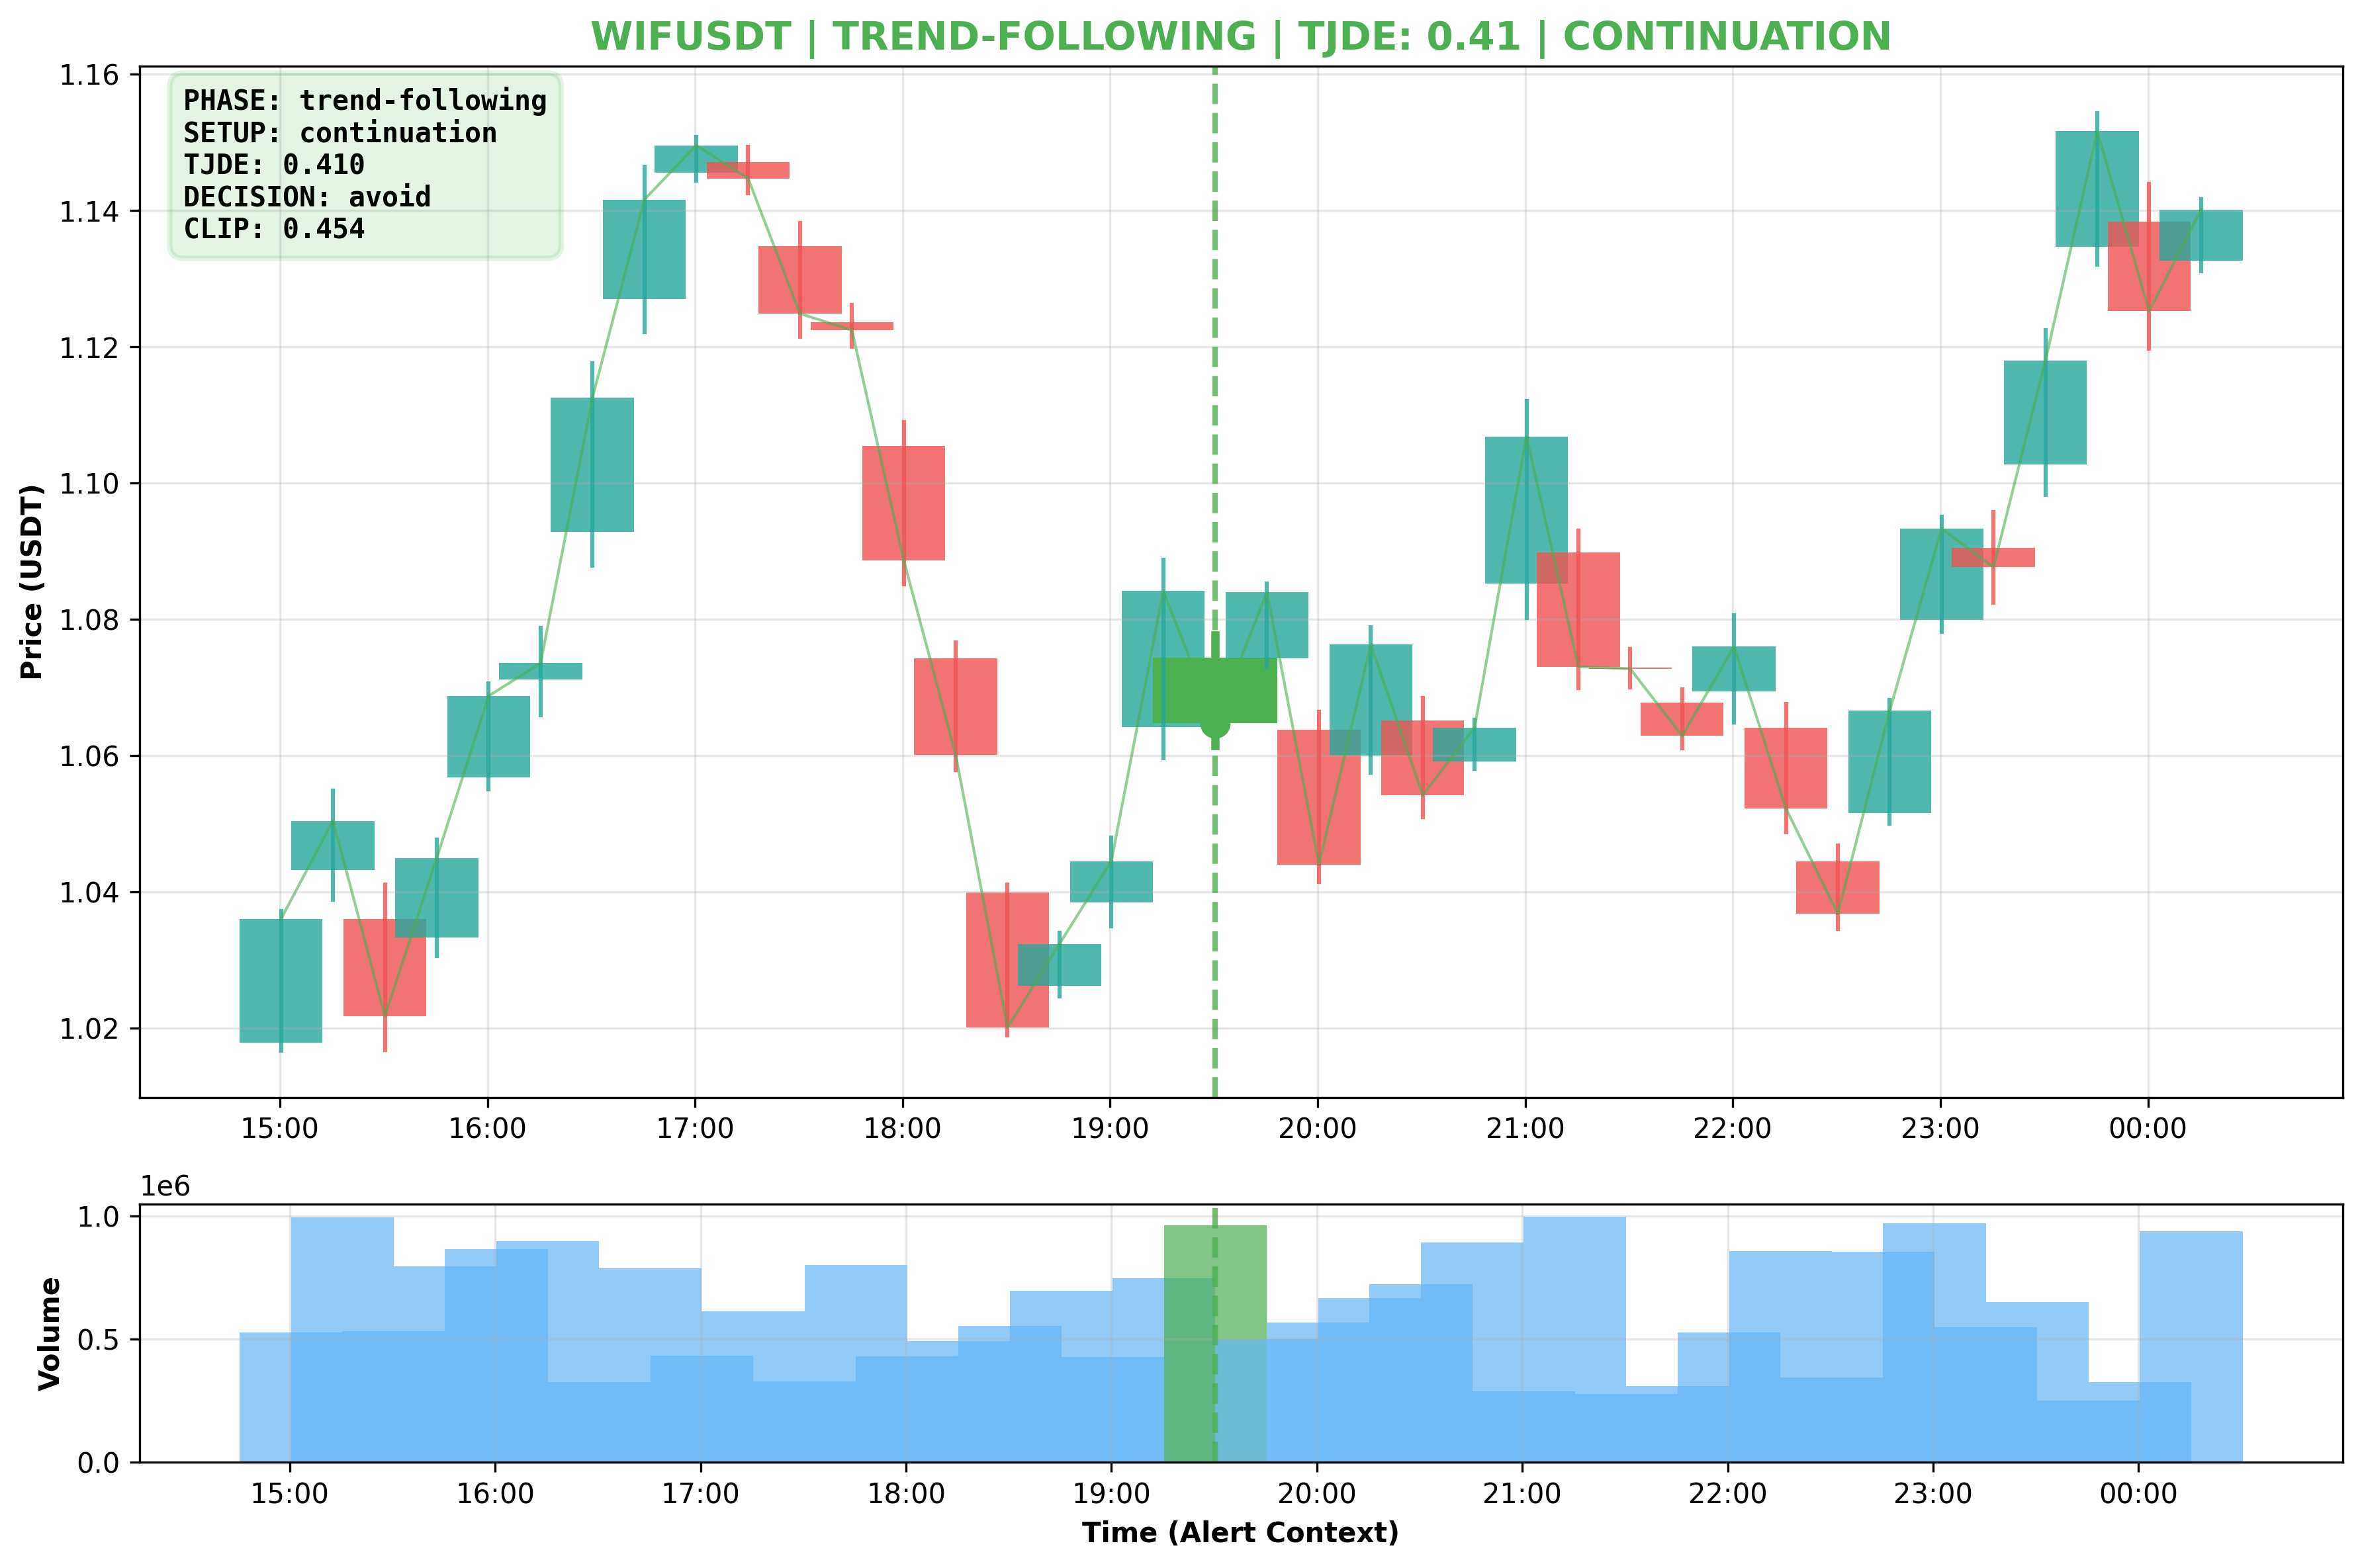 WIFUSDT | TREND-FOLLOWING | TJDE: 0.41 | CONTINUATION
PHASE: trend-following
SETUP: continuation
TJDE: 0.410
DECISION: avoid
CLIP: 0.454
Price (USDT)
1.16
1.14
1.12
1.10
1.08
1.06
1.04
1.02
15:00 16:00 17:00 18:00 19:00 20:00 21:00 22:00 23:00 00:00
1e6
Volume
1.0
0.5
0.0
15:00 16:00 17:00 18:00 19:00 20:00 21:00 22:00 23:00 00:00
Time (Alert Context)